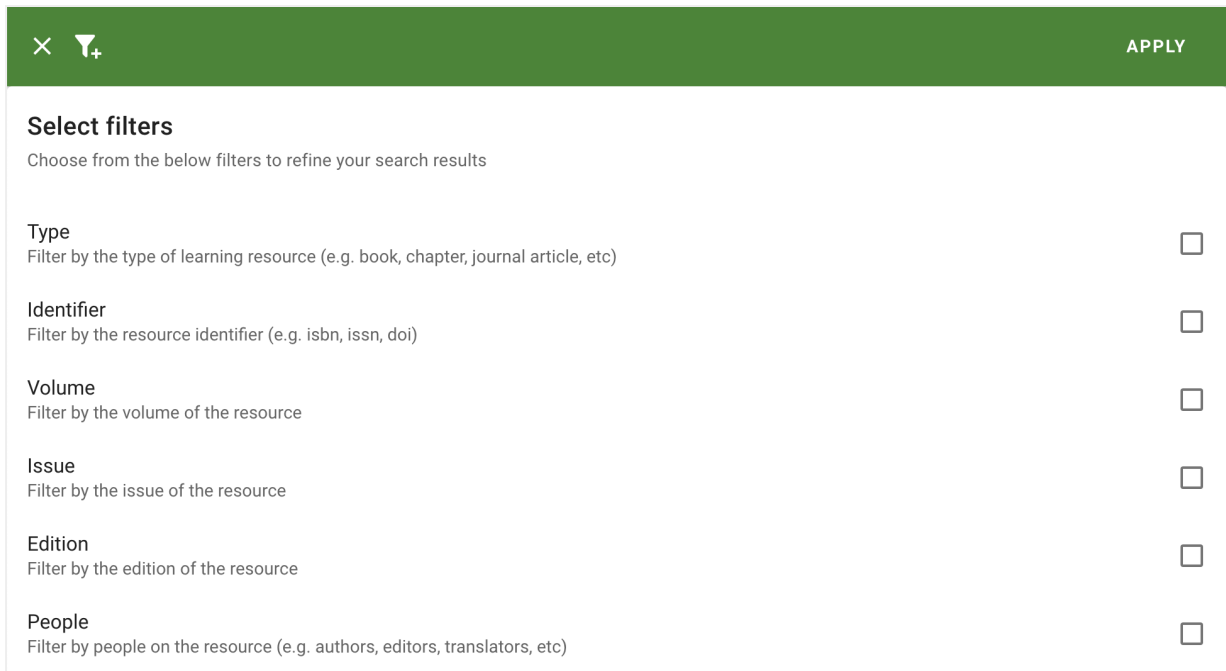 APPLY
Select filters
Choose from the below filters to refine your search results
Type
Filter by the type of learning resource (e.g. book, chapter, journal article, etc)
Identifier
Filter by the resource identifier (e.g. isbn, issn, doi)
Volume
Filter by the volume of the resource
Issue
Filter by the issue of the resource
Edition
Filter by the edition of the resource
People
Filter by people on the resource (e.g. authors, editors, translators, etc)